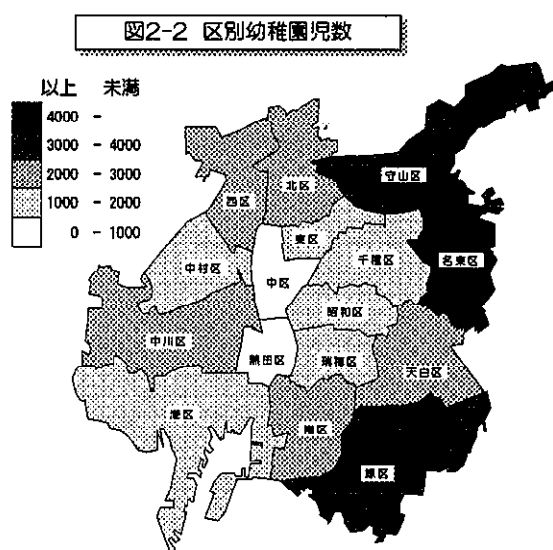 図2-2 区別幼稚園児数
以上 未満
4000 -
3000 - 4000
2000 - 3000
1000 - 2000
0 - 1000
守山区
北区
西区
東区
千種区
名東区
中村区
中区
昭和区
中川区
熱田区
瑞穂区
天白区
港区
南区
緑区